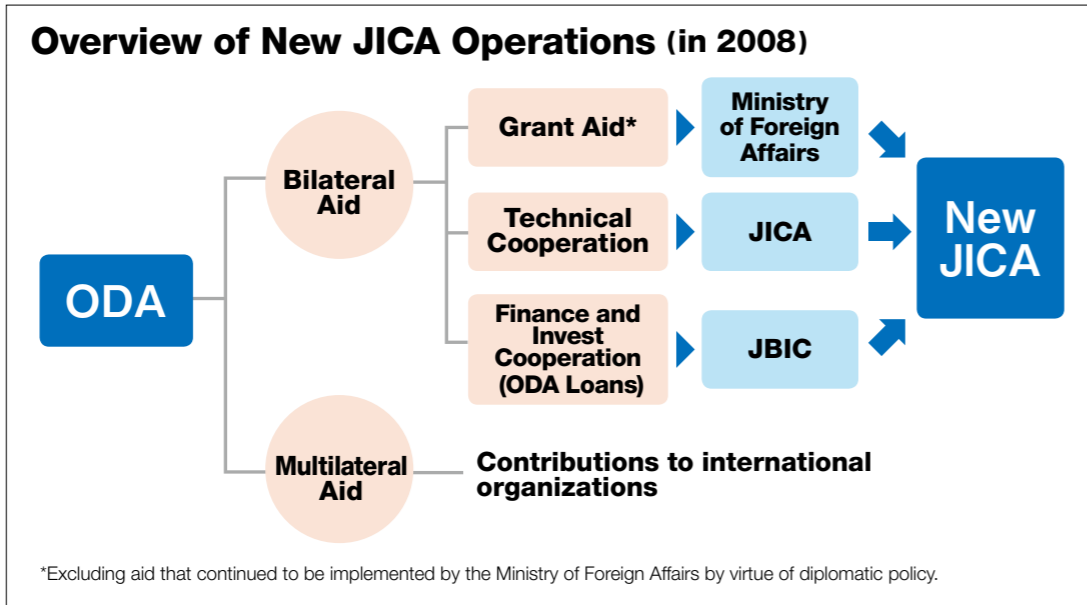 Overview of New JICA Operations (in 2008)
ODA
Bilateral
Aid
Grant Aid*
Ministry
of Foreign
Affairs
Technical
Cooperation
JICA
Finance and
Invest
Cooperation
(ODA Loans)
JBIC
New
JICA
Multilateral
Aid
Contributions to international
organizations
*Excluding aid that continued to be implemented by the Ministry of Foreign Affairs by virtue of diplomatic policy.